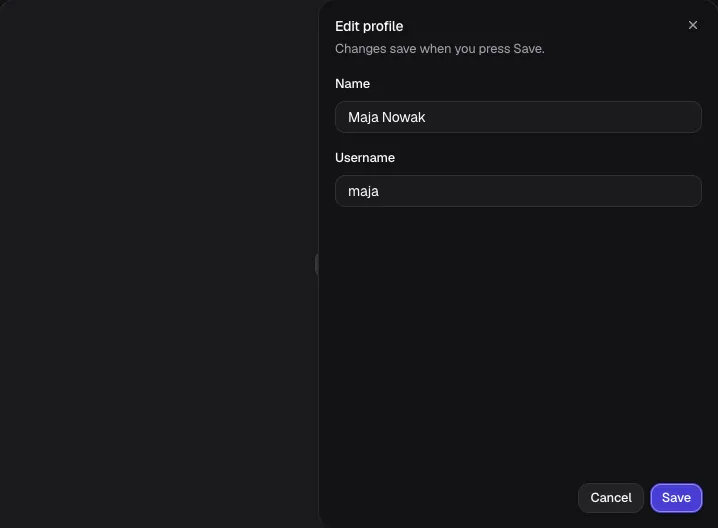 Edit profile
Changes save when you press Save.
Name
Maja Nowak
Username
maja
Cancel
Save